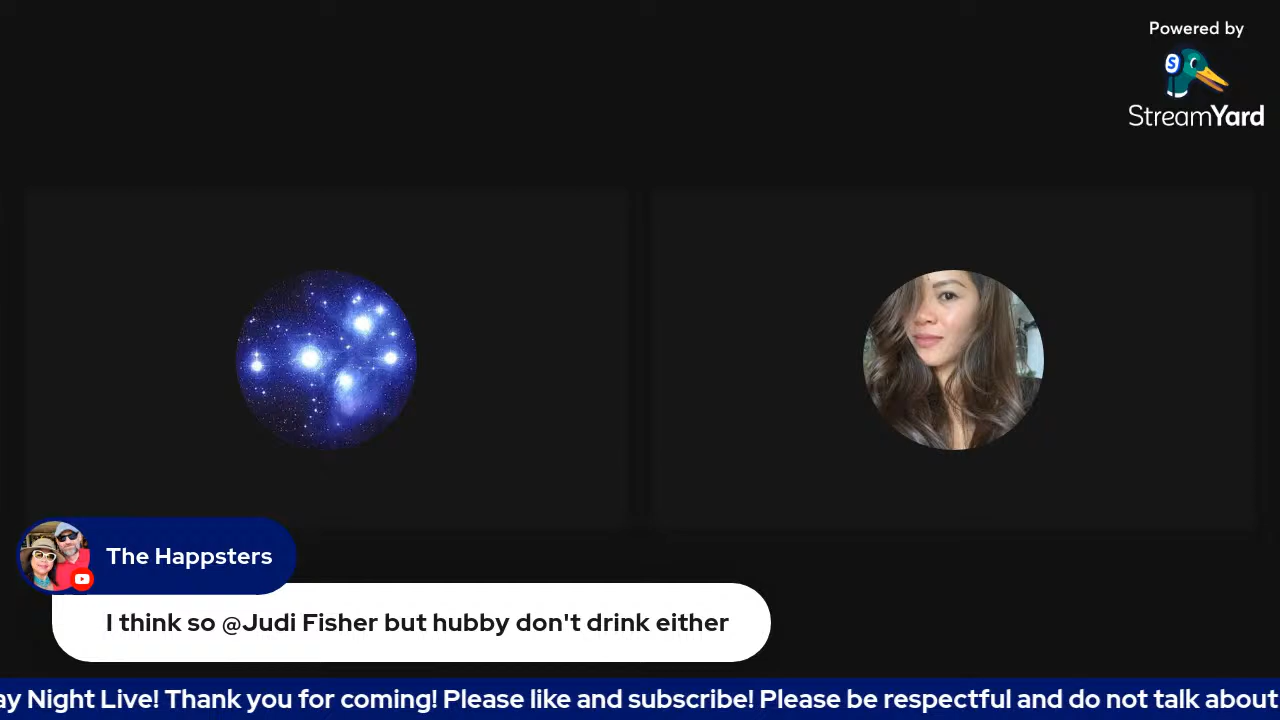 Powered by
S
StreamYard
The Happsters
I think so @Judi Fisher but hubby don't drink either
ay Night Live! Thank you for coming! Please like and subscribe! Please be respectful and do not talk about